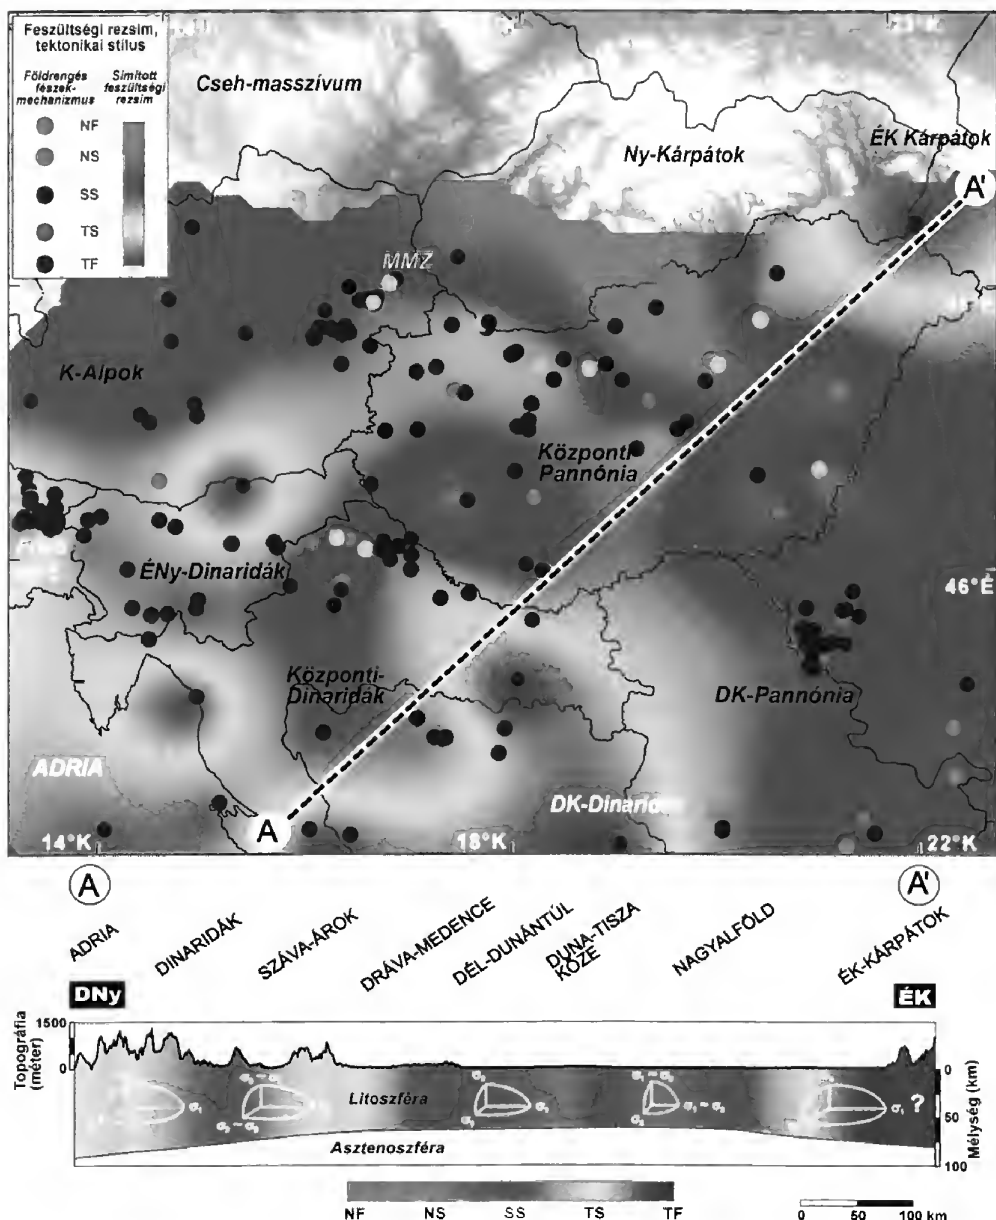 Feszültségi rezsim,
tektonikai stílus
Földrengés
fészek-
mechanizmus
Simított
feszültségi
rezsim
NF
NS
SS
TS
TF
Cseh-masszívum
Ny-Kárpátok
ÉK Kárpátok
A'
MMZ
K-Alpok
Központi
Pannónia
ÉNy-Dinaridák
46°É
Központi-
Dinaridák
DK-Pannónia
ADRIA
DK-Dinarid
A
14°K
18°K
22°K
A
A'
ADRIA
DINARIDÁK
SZÁVA-ÁROK
DRÁVA-MEDENCE
DÉL-DUNÁNTÚL
DUNA-TISZA
KÖZE
NAGYALFÖLD
ÉK-KÁRPÁTOK
DNy
ÉK
Topográfia
(méter)
1500
0
Litoszféra
Asztenoszféra
σ₁
σ₁ ?
0
50
100
Mélység (km)
NF NS SS TS TF
0 50 100 km